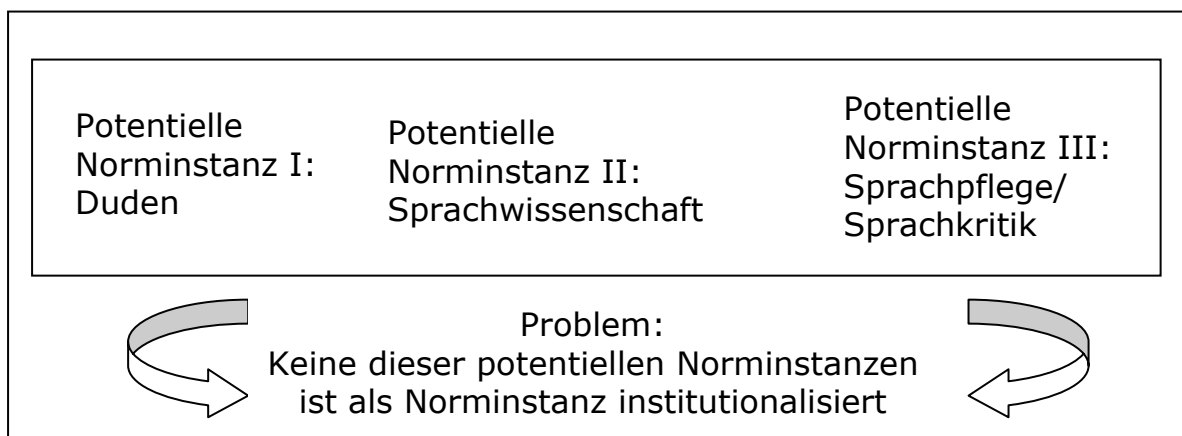 Potentielle
Norminstanz I:
Duden
Potentielle
Norminstanz II:
Sprachwissenschaft
Potentielle
Norminstanz III:
Sprachpflege/
Sprachkritik
Problem:
Keine dieser potentiellen Norminstanzen
ist als Norminstanz institutionalisiert